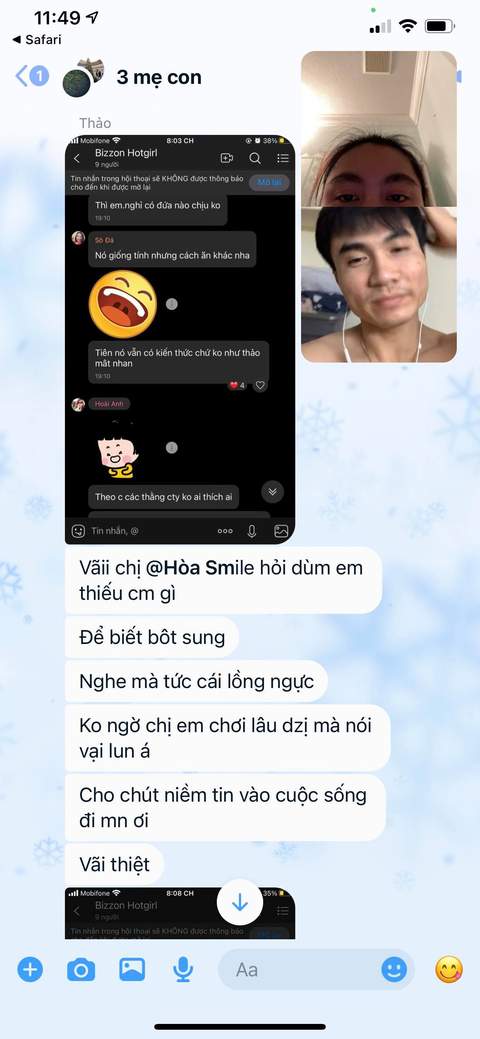 11:49
Safari
1
3 mẹ con
Thảo
Mobifone
8:03 CH
38%
Bizzon Hotgirl
9 người
Tin nhắn trong hội thoại sẽ KHÔNG được thông báo
cho đến khi được mở lại
Mở lại
Thì em.nghỉ có đứa nào chịu ko
19:10
Sò Đá
Nó giống tính nhưng cách ăn khác nha
Tiên nó vẫn có kiến thức chứ ko như thảo
mât nhan
19:10
4
Hoài Anh
Theo c các thằng cty ko ai thích ai
Tin nhắn, @
Vãii chị @Hòa Smile hỏi dùm em
thiếu cm gì
Để biết bôt sung
Nghe mà tức cái lồng ngực
Ko ngờ chị em chơi lâu dzị mà nói
vại lun á
Cho chút niềm tin vào cuộc sống
đi mn ơi
Vãi thiệt
Mobifone
8:08 CH
35%
Bizzon Hotgirl
9 người
Tin nhắn trong hội thoại sẽ KHÔNG được thông báo
Aa